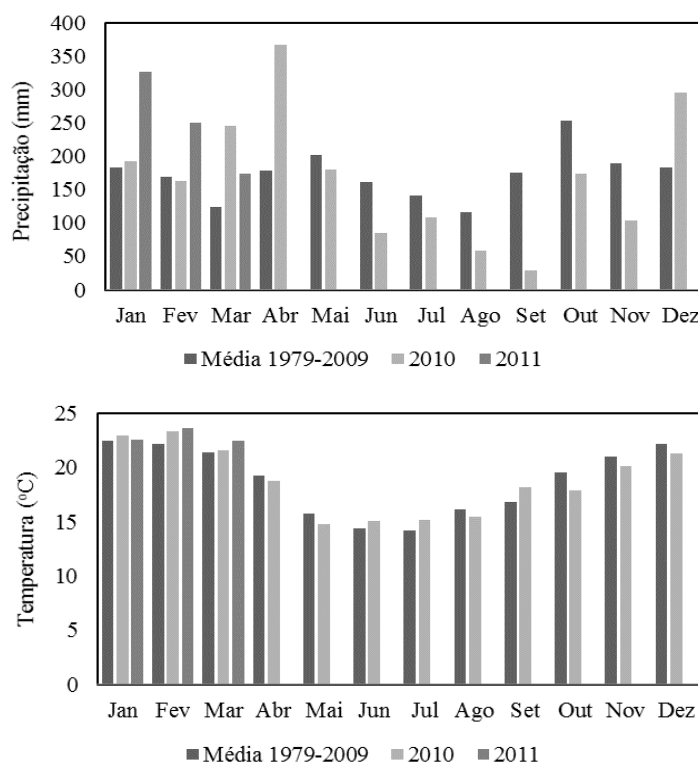 400
350
300
250
200
150
100
50
0
Precipitação (mm)
Jan Fev Mar Abr Mai Jun Jul Ago Set Out Nov Dez
Média 1979-2009 2010 2011
25
20
15
10
5
0
Temperatura (ºC)
Jan Fev Mar Abr Mai Jun Jul Ago Set Out Nov Dez
Média 1979-2009 2010 2011